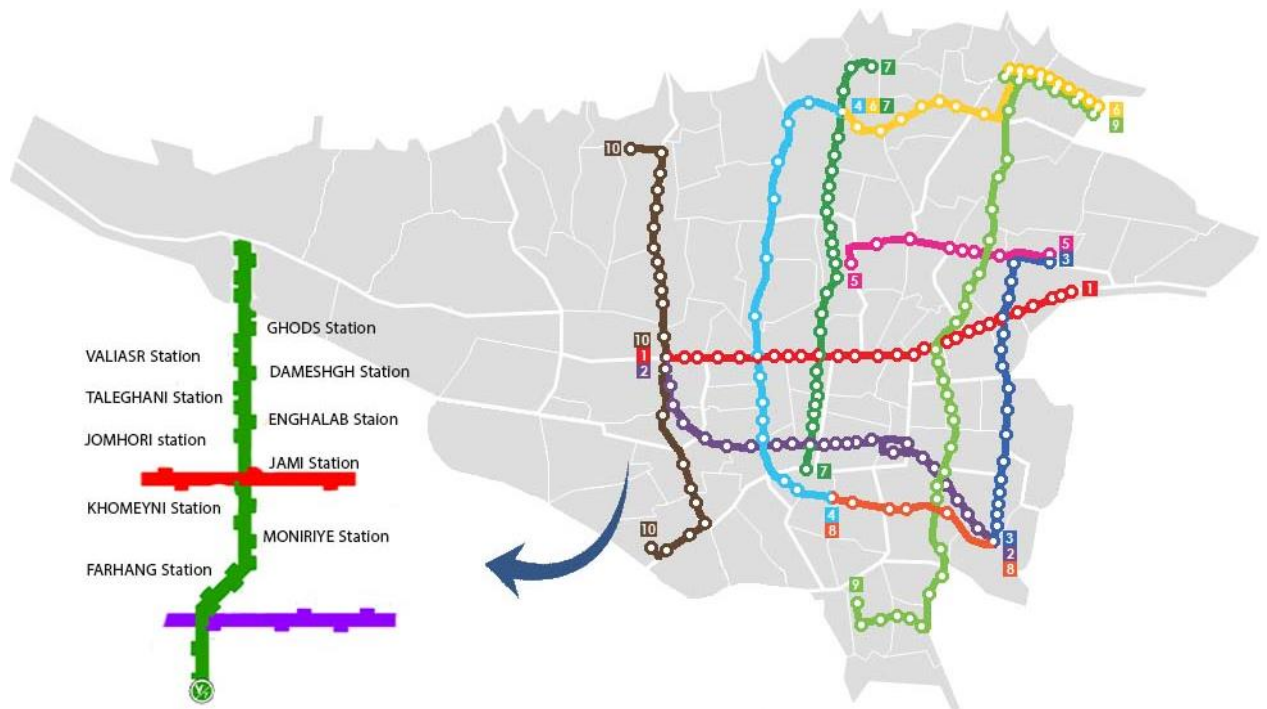 7
4 6 7
6
9
10
5
3
5
1
10
1
2
7
4
8
3
2
8
10
9
GHODS Station
VALIASR Station
DAMESHGH Station
TALEGHANI Station
ENGHALAB Staion
JOMHORI station
JAMI Station
KHOMEYNI Station
MONIRIYE Station
FARHANG Station